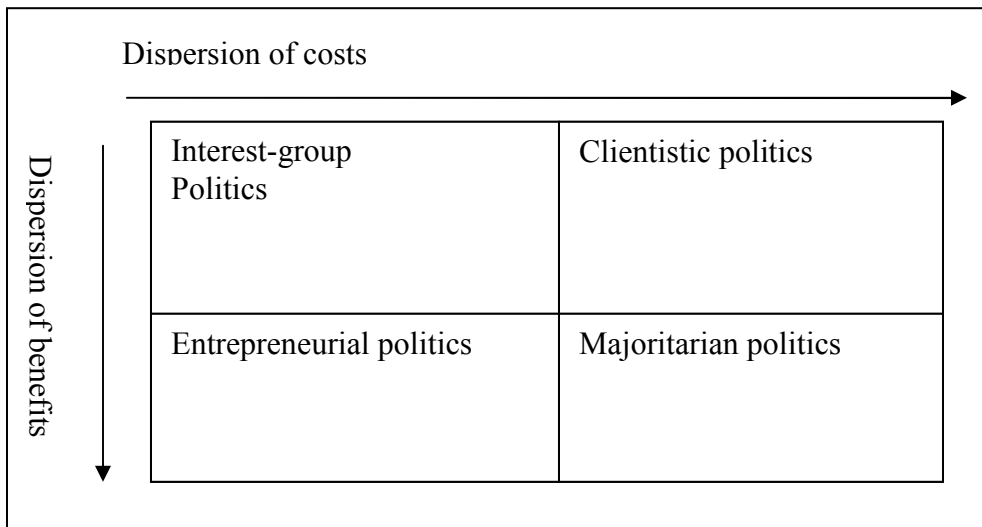 Dispersion of costs
Dispersion of benefits
Interest-group
Politics
Clientistic politics
Entrepreneurial politics
Majoritarian politics